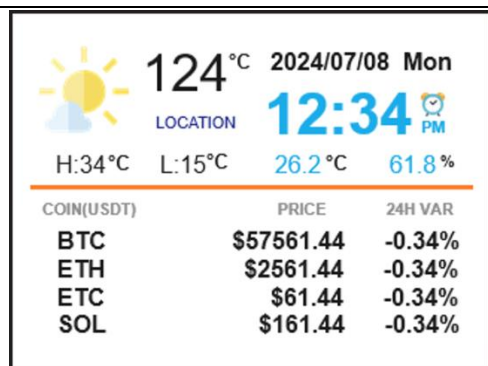 124°C 2024/07/08 Mon
LOCATION 12:34 PM
H:34°C L:15°C 26.2°C 61.8%
COIN(USDT) PRICE 24H VAR
BTC $57561.44 -0.34%
ETH $2561.44 -0.34%
ETC $61.44 -0.34%
SOL $161.44 -0.34%